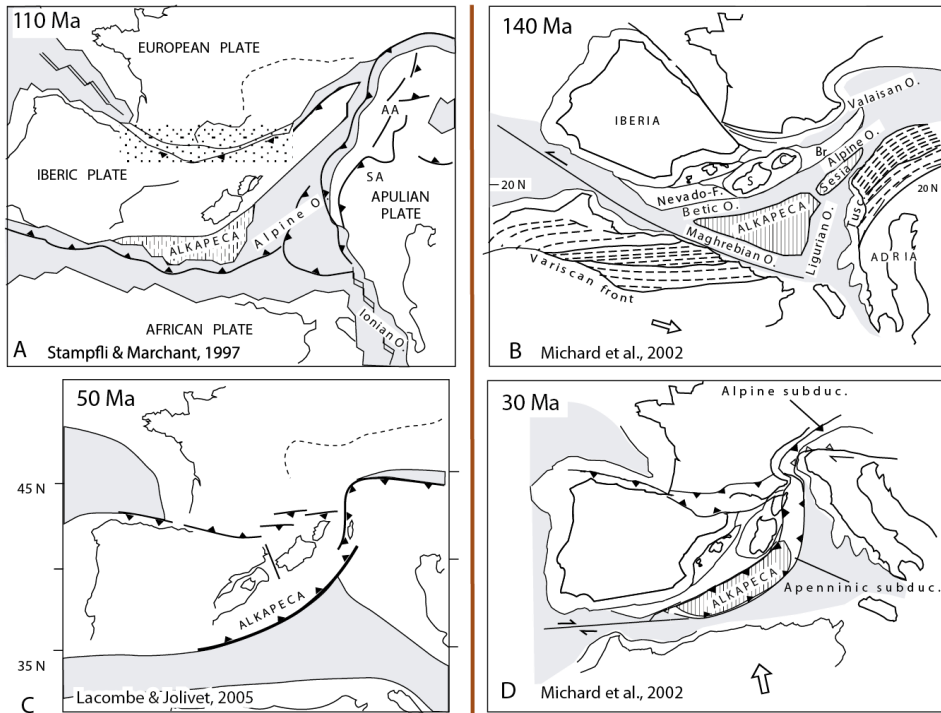 110 Ma
EUROPEAN PLATE
AA
IBERIC PLATE
SA
APULIAN
PLATE
ALKAPECA
Alpine O.
Ionian O.
AFRICAN PLATE
A
Stampfli & Marchant, 1997
140 Ma
IBERIA
Valaisan O.
Br
Alpine O.
Sesia
S
20 N
20 N
Nevado-F.
Betic O.
ALKAPECA
Maghrebian O.
Ligurian O.
Tusc
ADRIA
Variscan front
B
Michard et al., 2002
50 Ma
45 N
ALKAPECA
35 N
C
Lacombe & Jolivet, 2005
30 Ma
Alpine subduc.
ALKAPECA
Apenninic subduc.
D
Michard et al., 2002